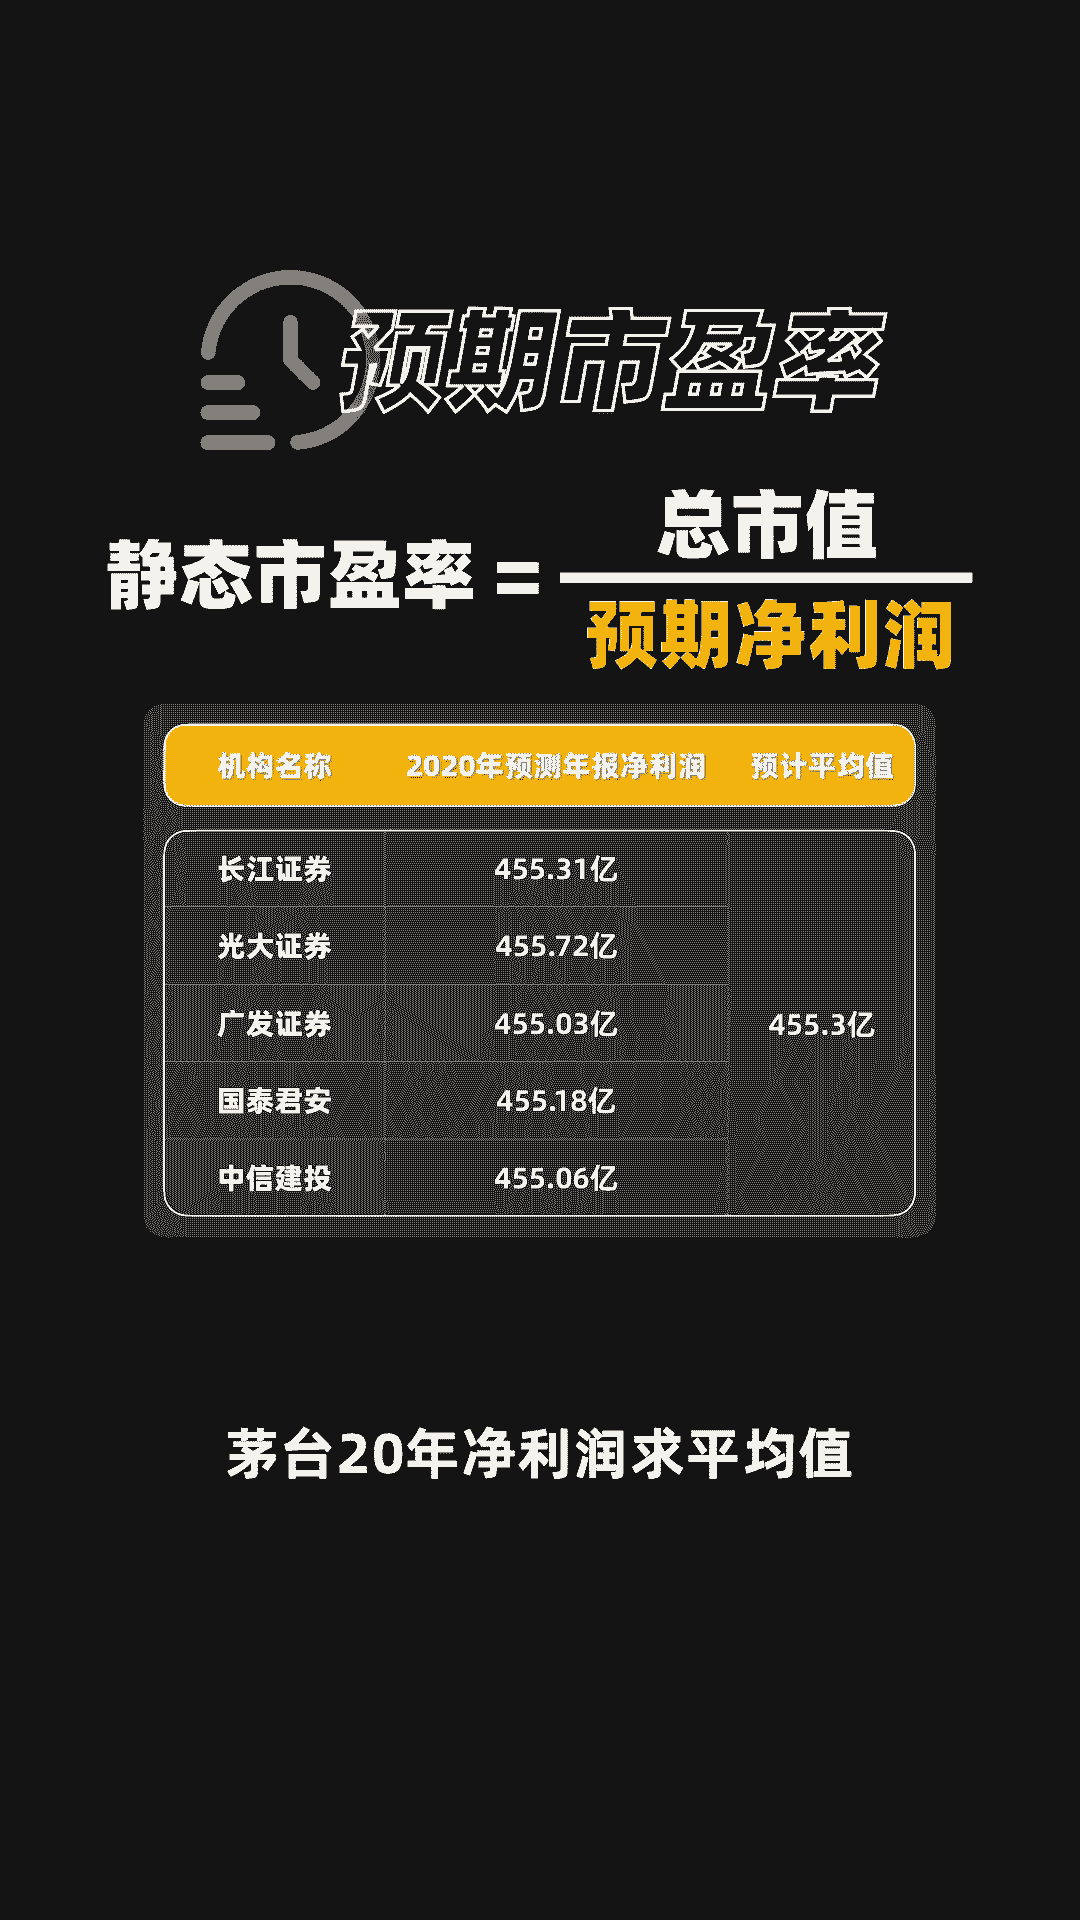 预期市盈率
总市值
静态市盈率 =
预期净利润
机构名称 2020年预测年报净利润 预计平均值
长江证券 455.31亿
光大证券 455.72亿
广发证券 455.03亿 455.3亿
国泰君安 455.18亿
中信建投 455.06亿
茅台20年净利润求平均值